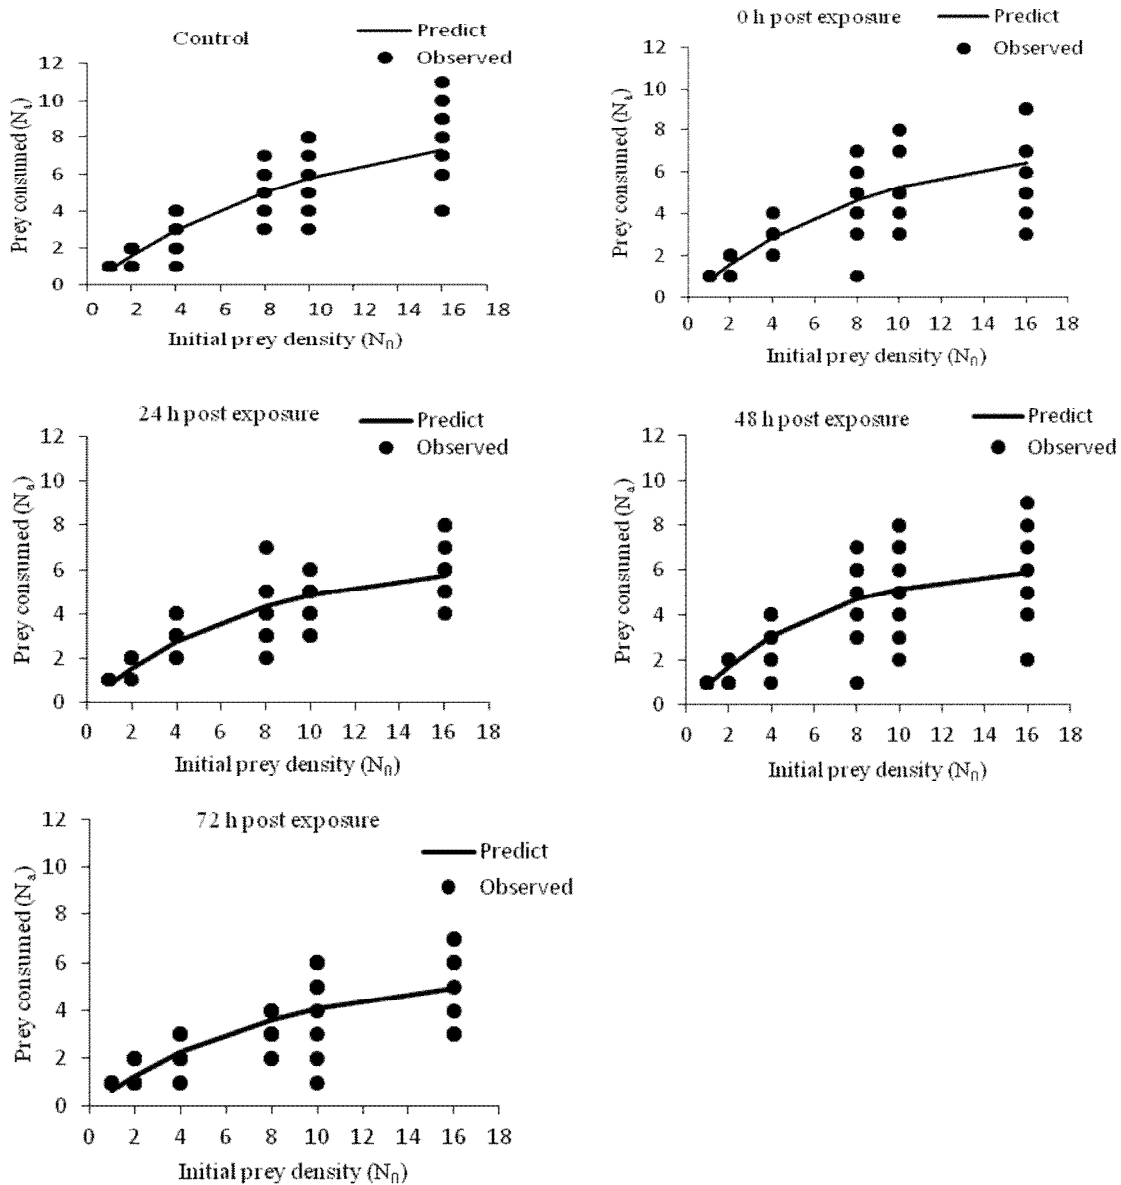 Control
Predict
Observed
Prey consumed (Nₐ)
12
10
8
6
4
2
0
0 2 4 6 8 10 12 14 16 18
Initial prey density (N₀)
0 h post exposure
Predict
Observed
Prey consumed (Nₐ)
12
10
8
6
4
2
0
0 2 4 6 8 10 12 14 16 18
Initial prey density (N₀)
24 h post exposure
Predict
Observed
Prey consumed (Nₐ)
12
10
8
6
4
2
0
0 2 4 6 8 10 12 14 16 18
Initial prey density (N₀)
48 h post exposure
Predict
Observed
Prey consumed (Nₐ)
12
10
8
6
4
2
0
0 2 4 6 8 10 12 14 16 18
Initial prey density (N₀)
72 h post exposure
Predict
Observed
Prey consumed (Nₐ)
12
10
8
6
4
2
0
0 2 4 6 8 10 12 14 16 18
Initial prey density (N₀)